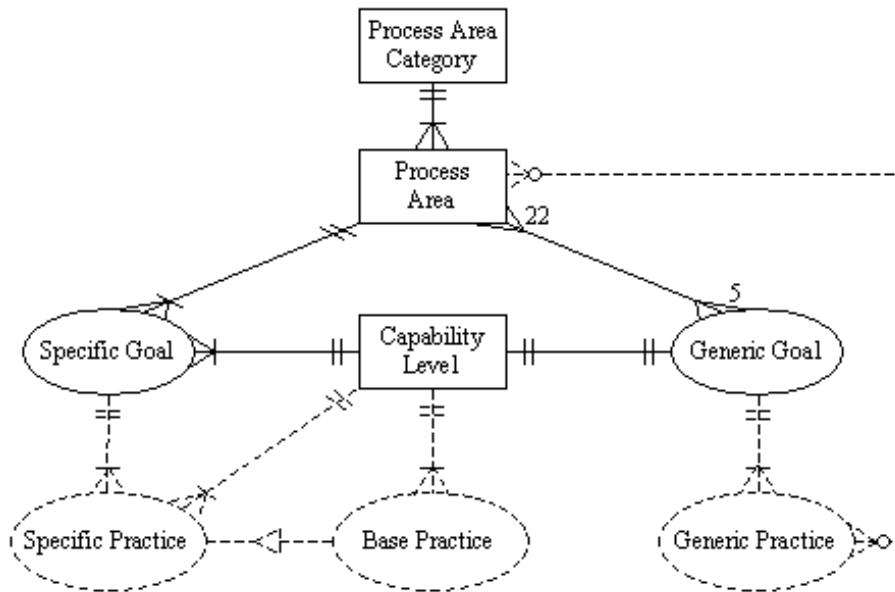 Process Area
Category
Process
Area
22
5
Specific Goal
Capability
Level
Generic Goal
Specific Practice
Base Practice
Generic Practice